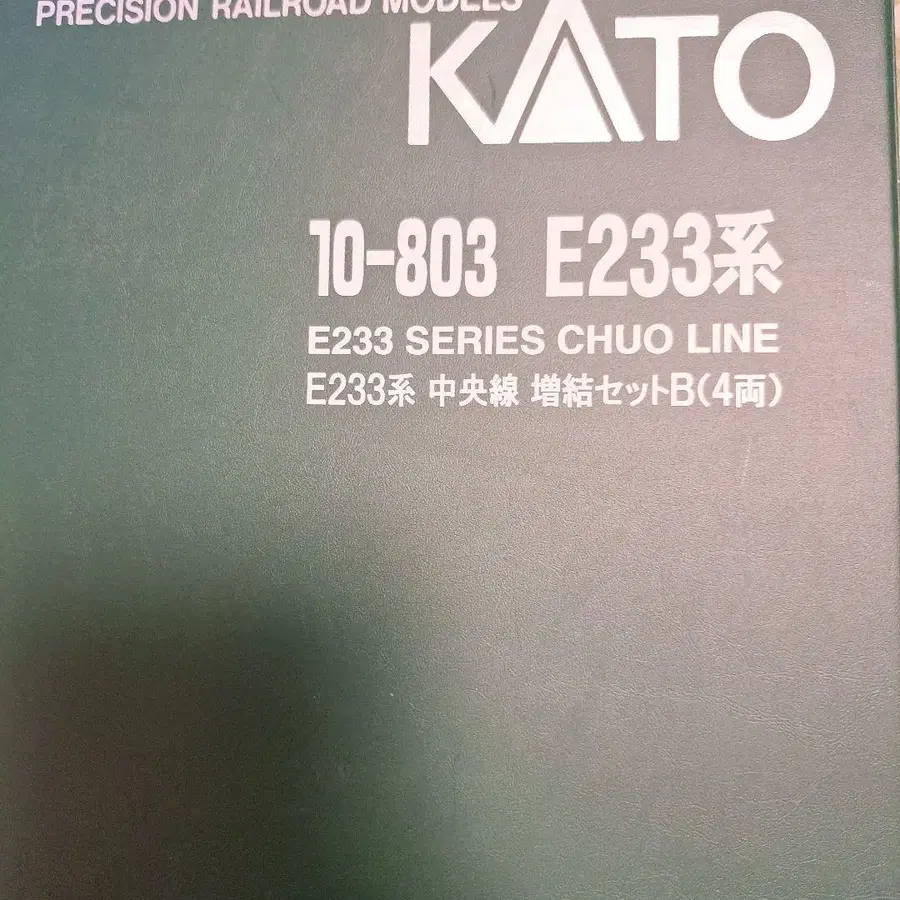 PRECISION RAILROAD MODELS
KATO
10-803 E233系
E233 SERIES CHUO LINE
E233系 中央線 増結セットB(4両)